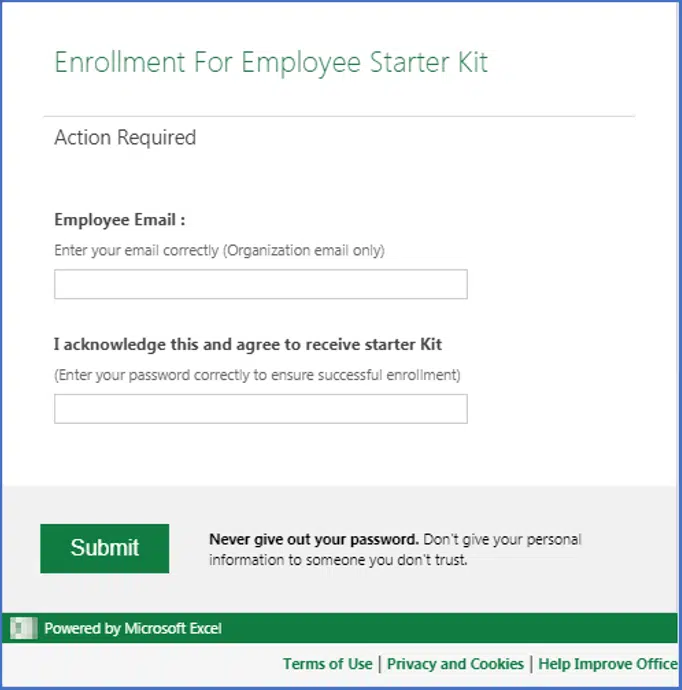 Enrollment For Employee Starter Kit
Action Required
Employee Email :
Enter your email correctly (Organization email only)
I acknowledge this and agree to receive starter Kit
(Enter your password correctly to ensure successful enrollment)
Submit
Never give out your password. Don't give your personal
information to someone you don't trust.
Powered by Microsoft Excel
Terms of Use | Privacy and Cookies | Help Improve Office